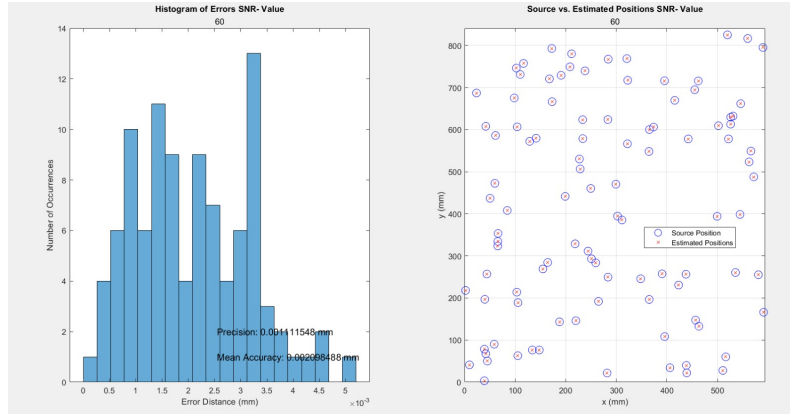 Histogram of Errors SNR- Value
60
14
12
10
8
6
4
2
0
Number of Occurrences
Precision: 0.001111548 mm
Mean Accuracy: 0.002098488 mm
0 0.5 1 1.5 2 2.5 3 3.5 4 4.5 5
Error Distance (mm)
×10⁻³
Source vs. Estimated Positions SNR- Value
60
800
700
600
500
400
300
200
100
0
y (mm)
Source Position
Estimated Positions
0 100 200 300 400 500
x (mm)